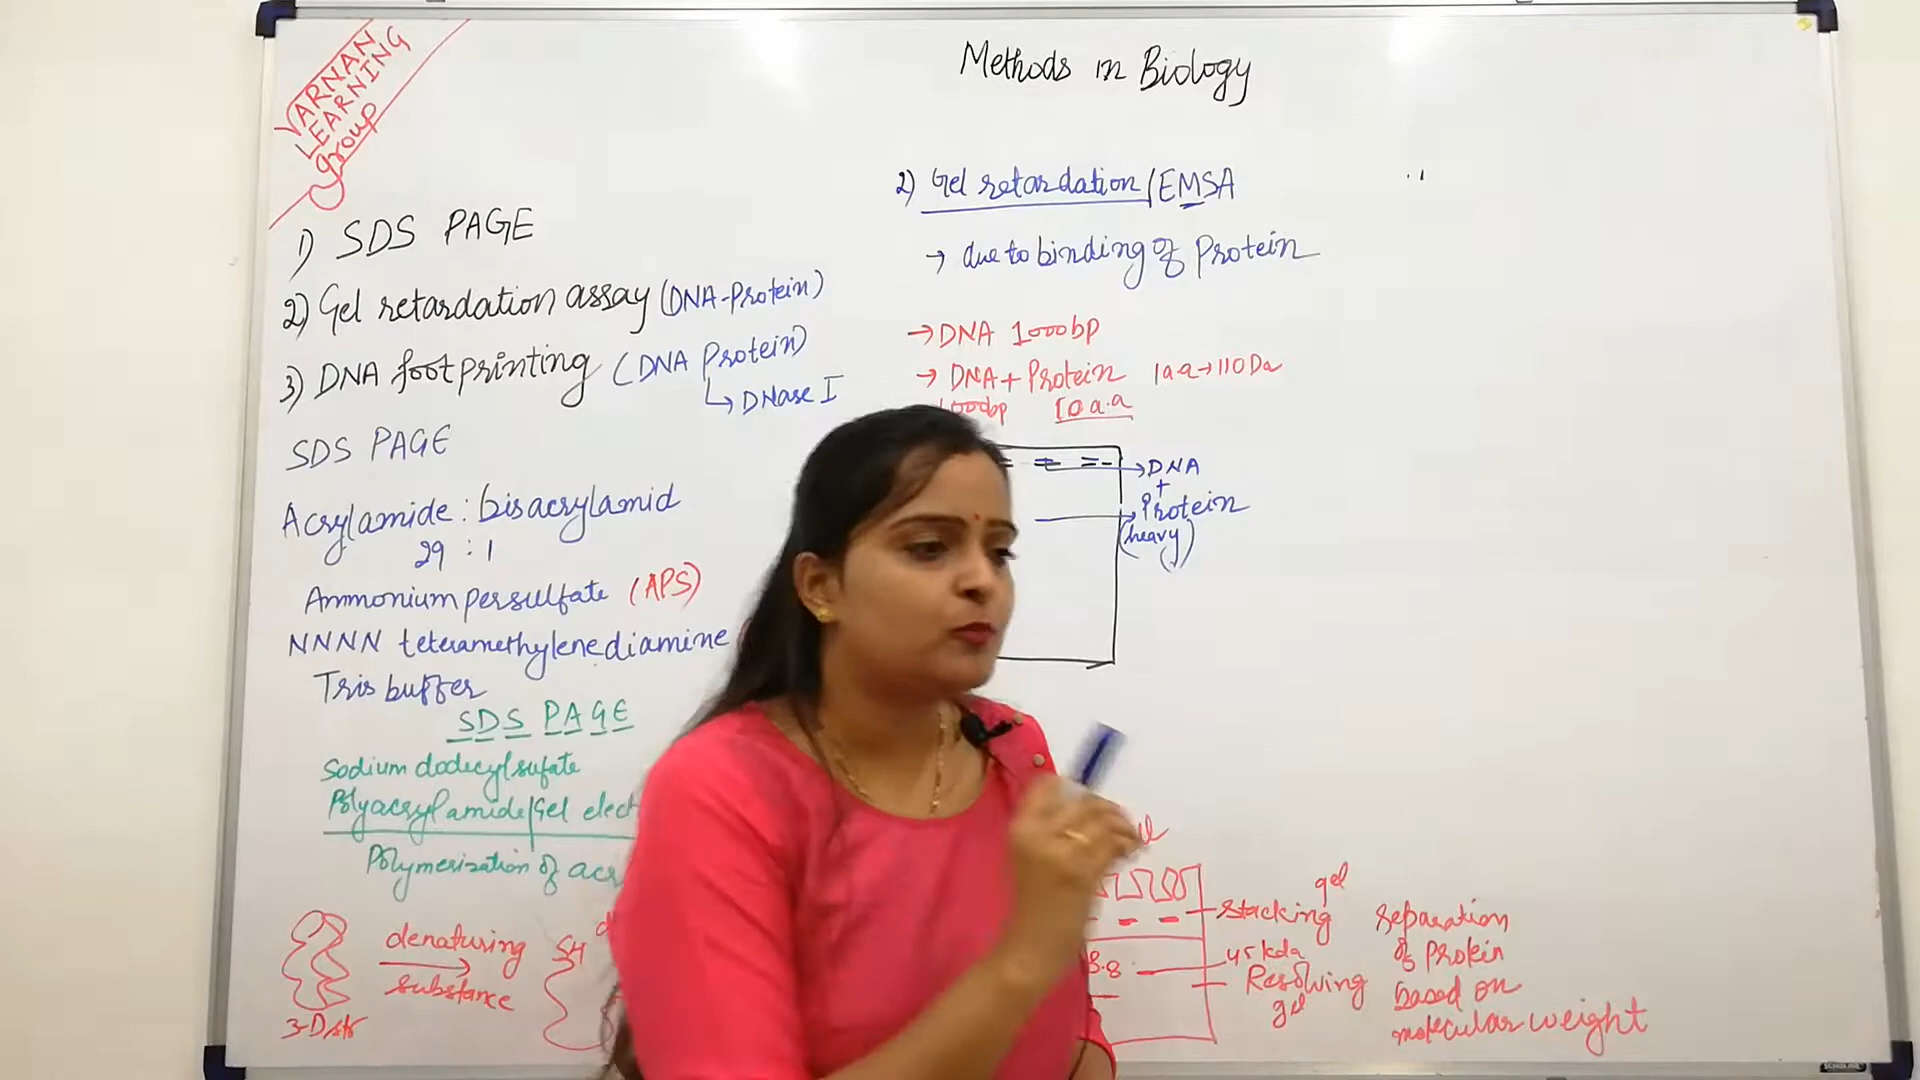 VARNAN
LEARNING
group
Methods in Biology
1) SDS PAGE
2) Gel retardation assay (DNA-Protein)
3) DNA footprinting (DNA Protein)
↳ DNase I
SDS PAGE
Acrylamide : bisacrylamid
29 : 1
Ammonium persulfate (APS)
NNNN tetramethylenediamine
Tris buffer
SDS PAGE
Sodium dodecylsufate
Polyacrylamide/Gel elect
Polymerization of acr
denaturing
substance
3-D str
SH
2) Gel retardation/EMSA
→ due to binding of Protein
→ DNA 1000bp
→ DNA + Protein 1aa→110Da
1000bp 10 a.a
→ DNA
+
Protein
(heavy)
stacking gel
45 kda
8.8
Resolving
gel
Separation
of protein
based on
molecular weight